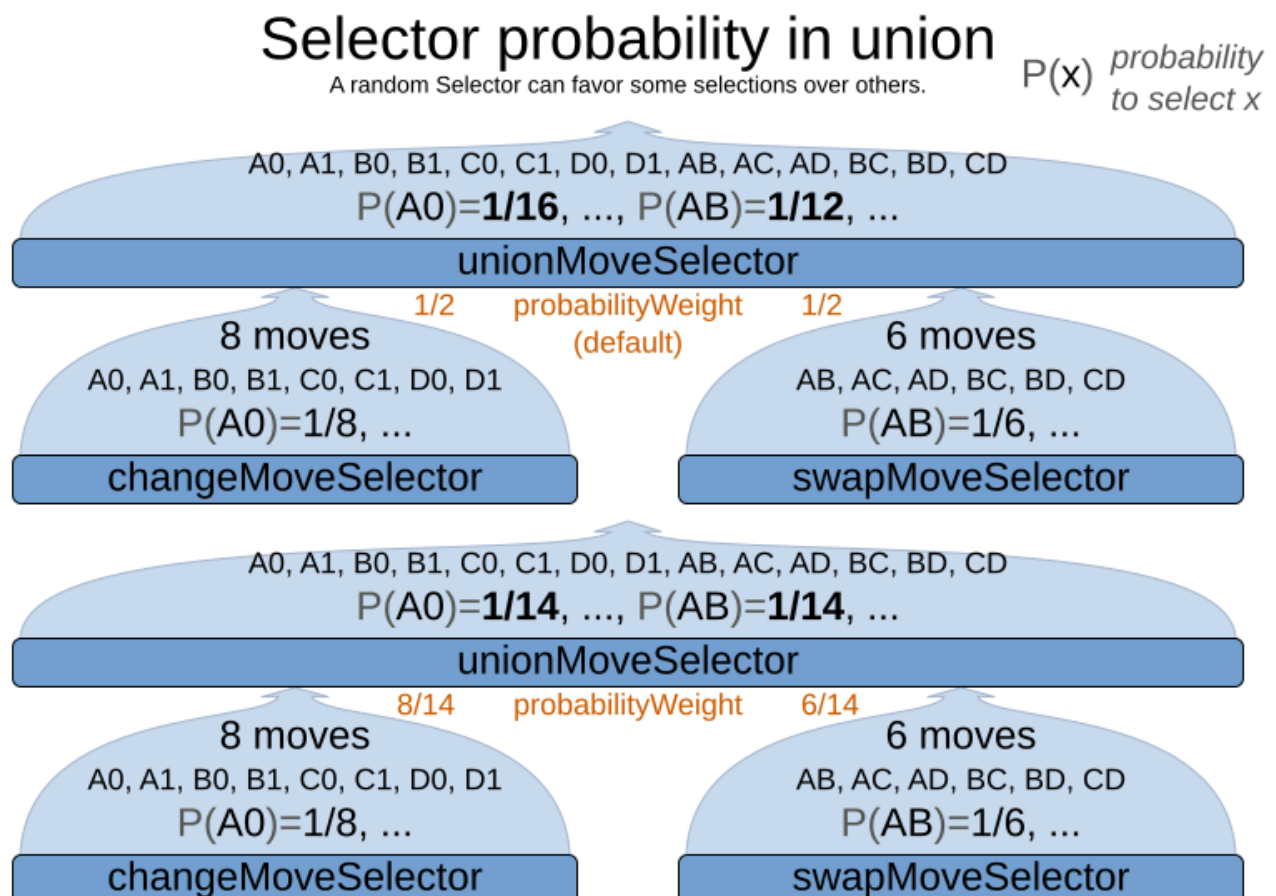 Selector probability in union
A random Selector can favor some selections over others.
P(x) probability
to select x
A0, A1, B0, B1, C0, C1, D0, D1, AB, AC, AD, BC, BD, CD
P(A0)=1/16, ..., P(AB)=1/12, ...
unionMoveSelector
1/2 probabilityWeight 1/2
(default)
8 moves
A0, A1, B0, B1, C0, C1, D0, D1
P(A0)=1/8, ...
changeMoveSelector
6 moves
AB, AC, AD, BC, BD, CD
P(AB)=1/6, ...
swapMoveSelector
A0, A1, B0, B1, C0, C1, D0, D1, AB, AC, AD, BC, BD, CD
P(A0)=1/14, ..., P(AB)=1/14, ...
unionMoveSelector
8/14 probabilityWeight 6/14
8 moves
A0, A1, B0, B1, C0, C1, D0, D1
P(A0)=1/8, ...
changeMoveSelector
6 moves
AB, AC, AD, BC, BD, CD
P(AB)=1/6, ...
swapMoveSelector